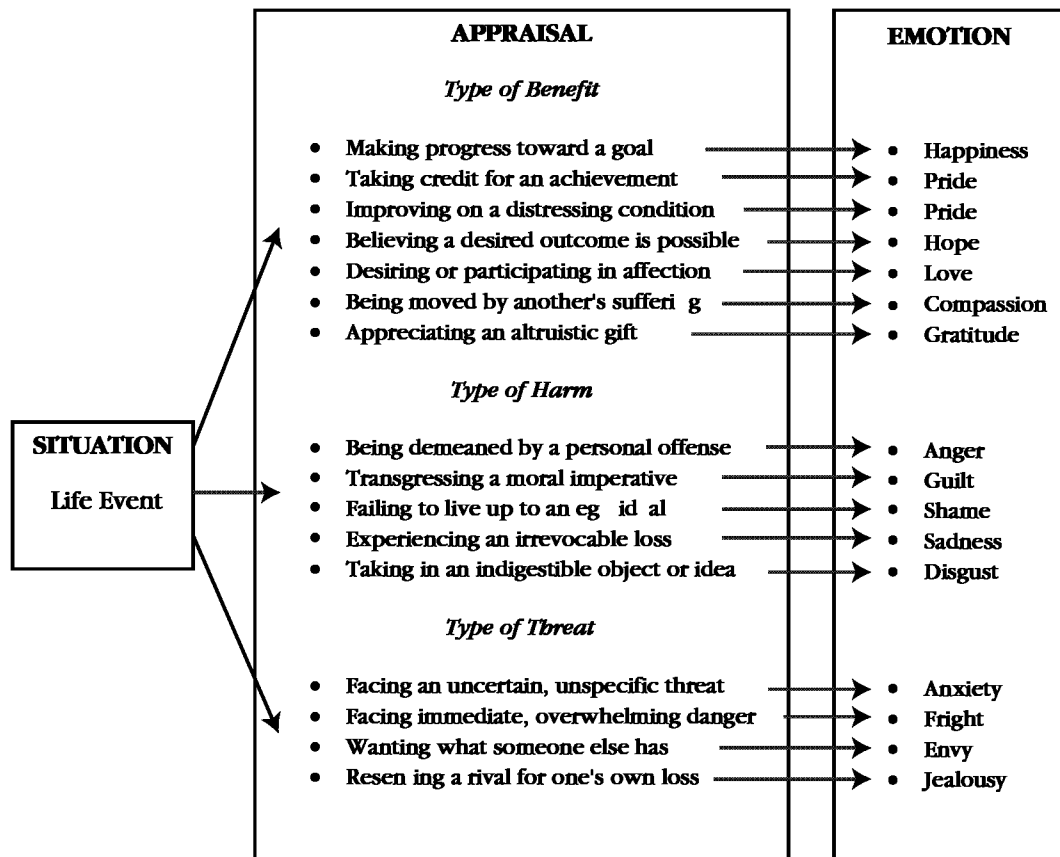 APPRAISAL
EMOTION
Type of Benefit
• Making progress toward a goal
• Happiness
• Taking credit for an achievement
• Pride
• Improving on a distressing condition
• Pride
• Believing a desired outcome is possible
• Hope
• Desiring or participating in affection
• Love
• Being moved by another's sufferi g
• Compassion
• Appreciating an altruistic gift
• Gratitude
Type of Harm
SITUATION
Life Event
• Being demeaned by a personal offense
• Anger
• Transgressing a moral imperative
• Guilt
• Failing to live up to an eg id al
• Shame
• Experiencing an irrevocable loss
• Sadness
• Taking in an indigestible object or idea
• Disgust
Type of Threat
• Facing an uncertain, unspecific threat
• Anxiety
• Facing immediate, overwhelming danger
• Fright
• Wanting what someone else has
• Envy
• Resen ing a rival for one's own loss
• Jealousy